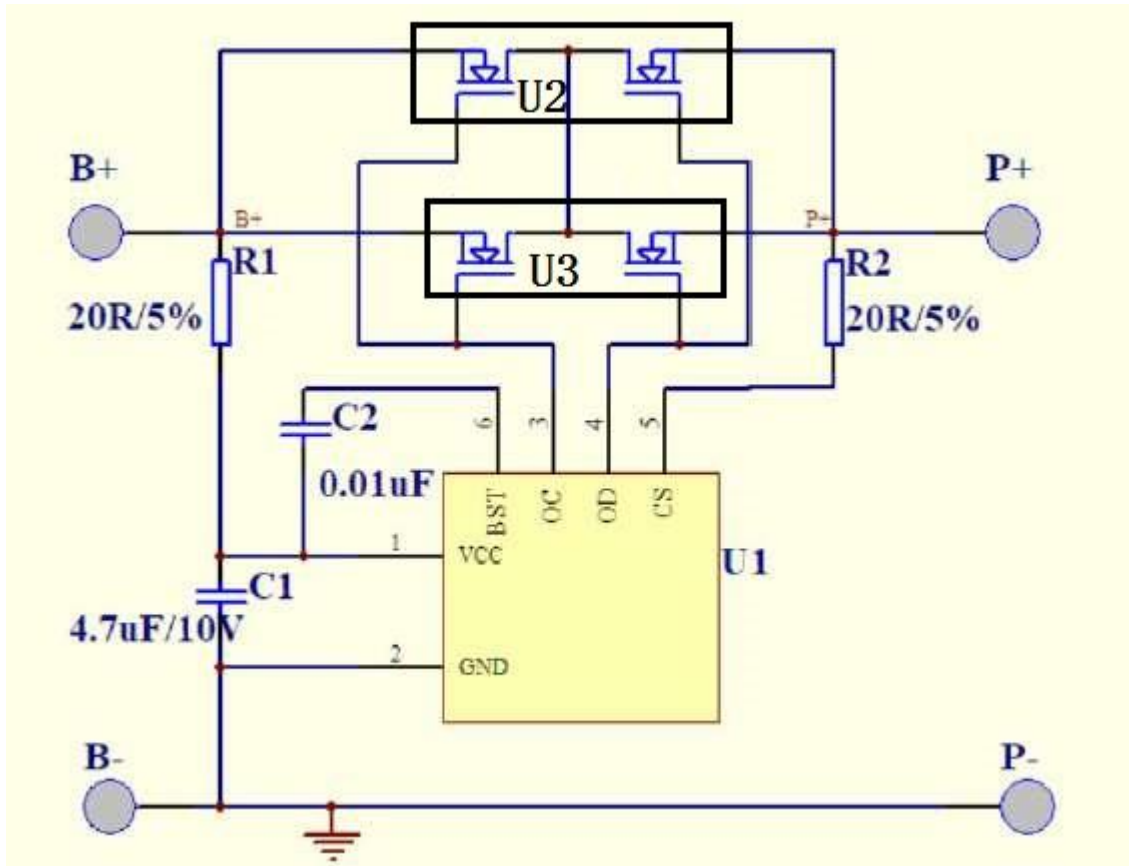 U2
B+
P+
B+
P+
U3
R1
R2
20R/5%
20R/5%
C2
6
3
4
5
0.01uF
BST
OC
OD
CS
1
VCC
U1
C1
4.7uF/10V
2
GND
B-
P-